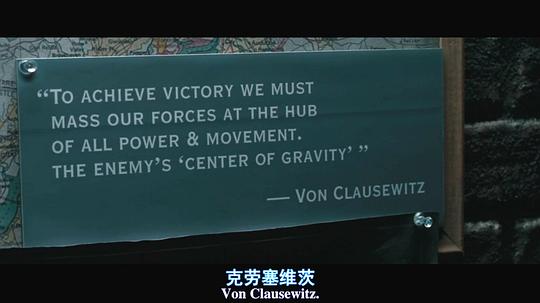 “TO ACHIEVE VICTORY WE MUST
MASS OUR FORCES AT THE HUB
OF ALL POWER & MOVEMENT.
THE ENEMY'S ‘CENTER OF GRAVITY’ ”
— VON CLAUSEWITZ
克劳塞维茨
Von Clausewitz.